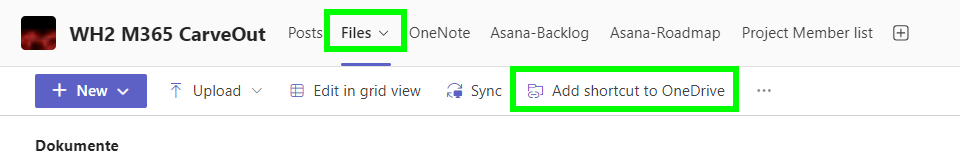 WH2 M365 CarveOut Posts Files OneNote Asana-Backlog Asana-Roadmap Project Member list
+ New Upload Edit in grid view Sync Add shortcut to OneDrive ...
Dokumente